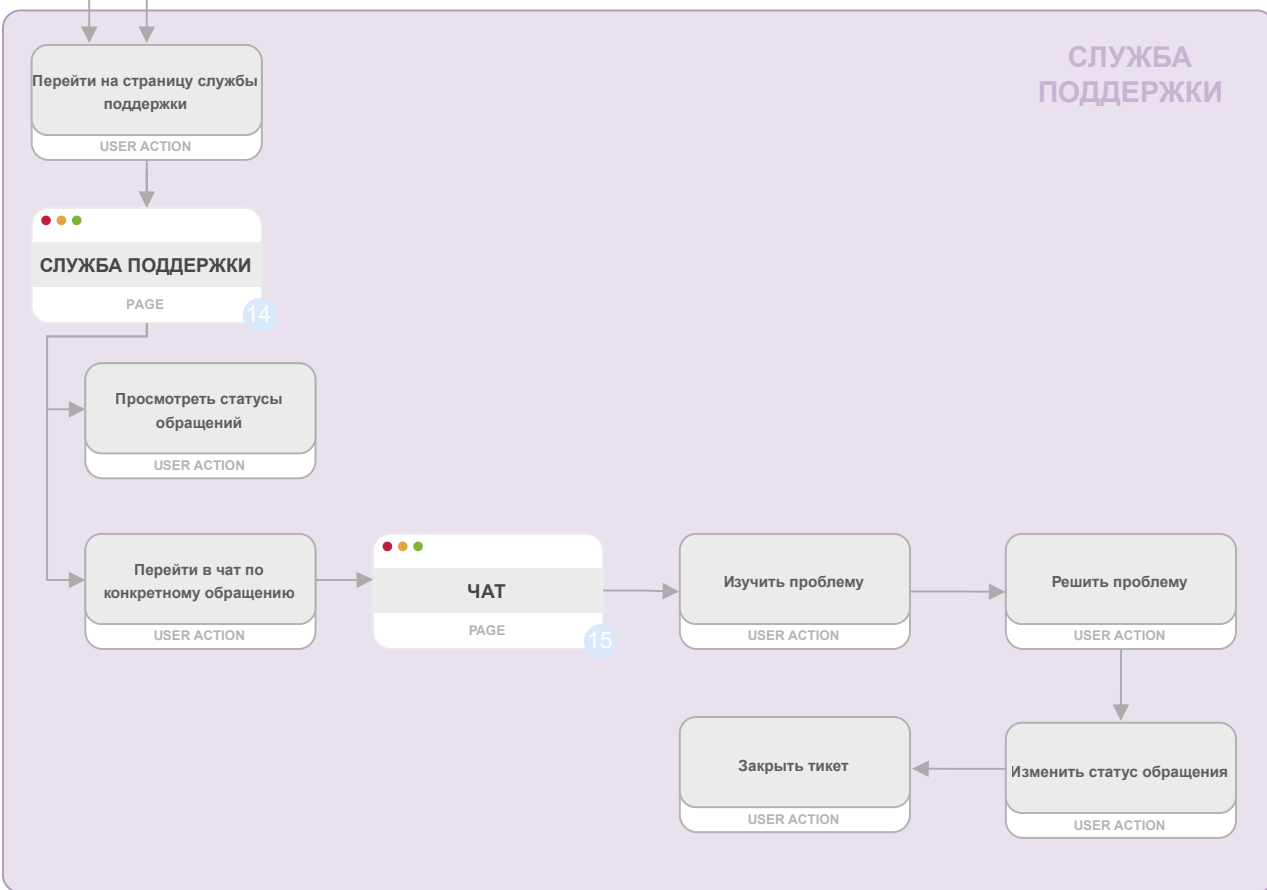 СЛУЖБА
ПОДДЕРЖКИ
Перейти на страницу службы
поддержки
USER ACTION
СЛУЖБА ПОДДЕРЖКИ
PAGE
14
Просмотреть статусы
обращений
USER ACTION
Перейти в чат по
конкретному обращению
USER ACTION
ЧАТ
PAGE
15
Изучить проблему
USER ACTION
Решить проблему
USER ACTION
Закрыть тикет
USER ACTION
Изменить статус обращения
USER ACTION